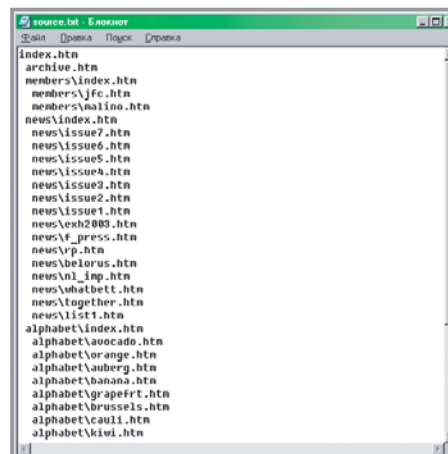 source.txt - Блокнот
Файл Правка Поиск Справка
index.htm
archive.htm
members\index.htm
members\jfc.htm
members\malino.htm
news\index.htm
news\issue7.htm
news\issue6.htm
news\issue5.htm
news\issue4.htm
news\issue3.htm
news\issue2.htm
news\issue1.htm
news\exh2003.htm
news\f_press.htm
news\rp.htm
news\belorus.htm
news\nl_imp.htm
news\whatbett.htm
news\together.htm
news\list1.htm
alphabet\index.htm
alphabet\avocado.htm
alphabet\orange.htm
alphabet\auberg.htm
alphabet\banana.htm
alphabet\grapefrt.htm
alphabet\brussels.htm
alphabet\cauli.htm
alphabet\kiwi.htm